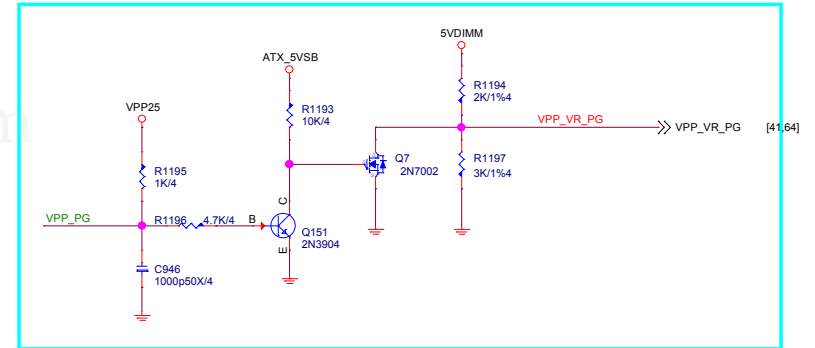 5VDIMM
ATX_5VSB
R1194
2K/1%4
VPP25
R1193
10K/4
VPP_VR_PG
VPP_VR_PG
[41,64]
Q7
2N7002
R1197
3K/1%4
R1195
1K/4
C
VPP_PG
R1196
4.7K/4
B
Q151
2N3904
E
C946
1000p50X/4